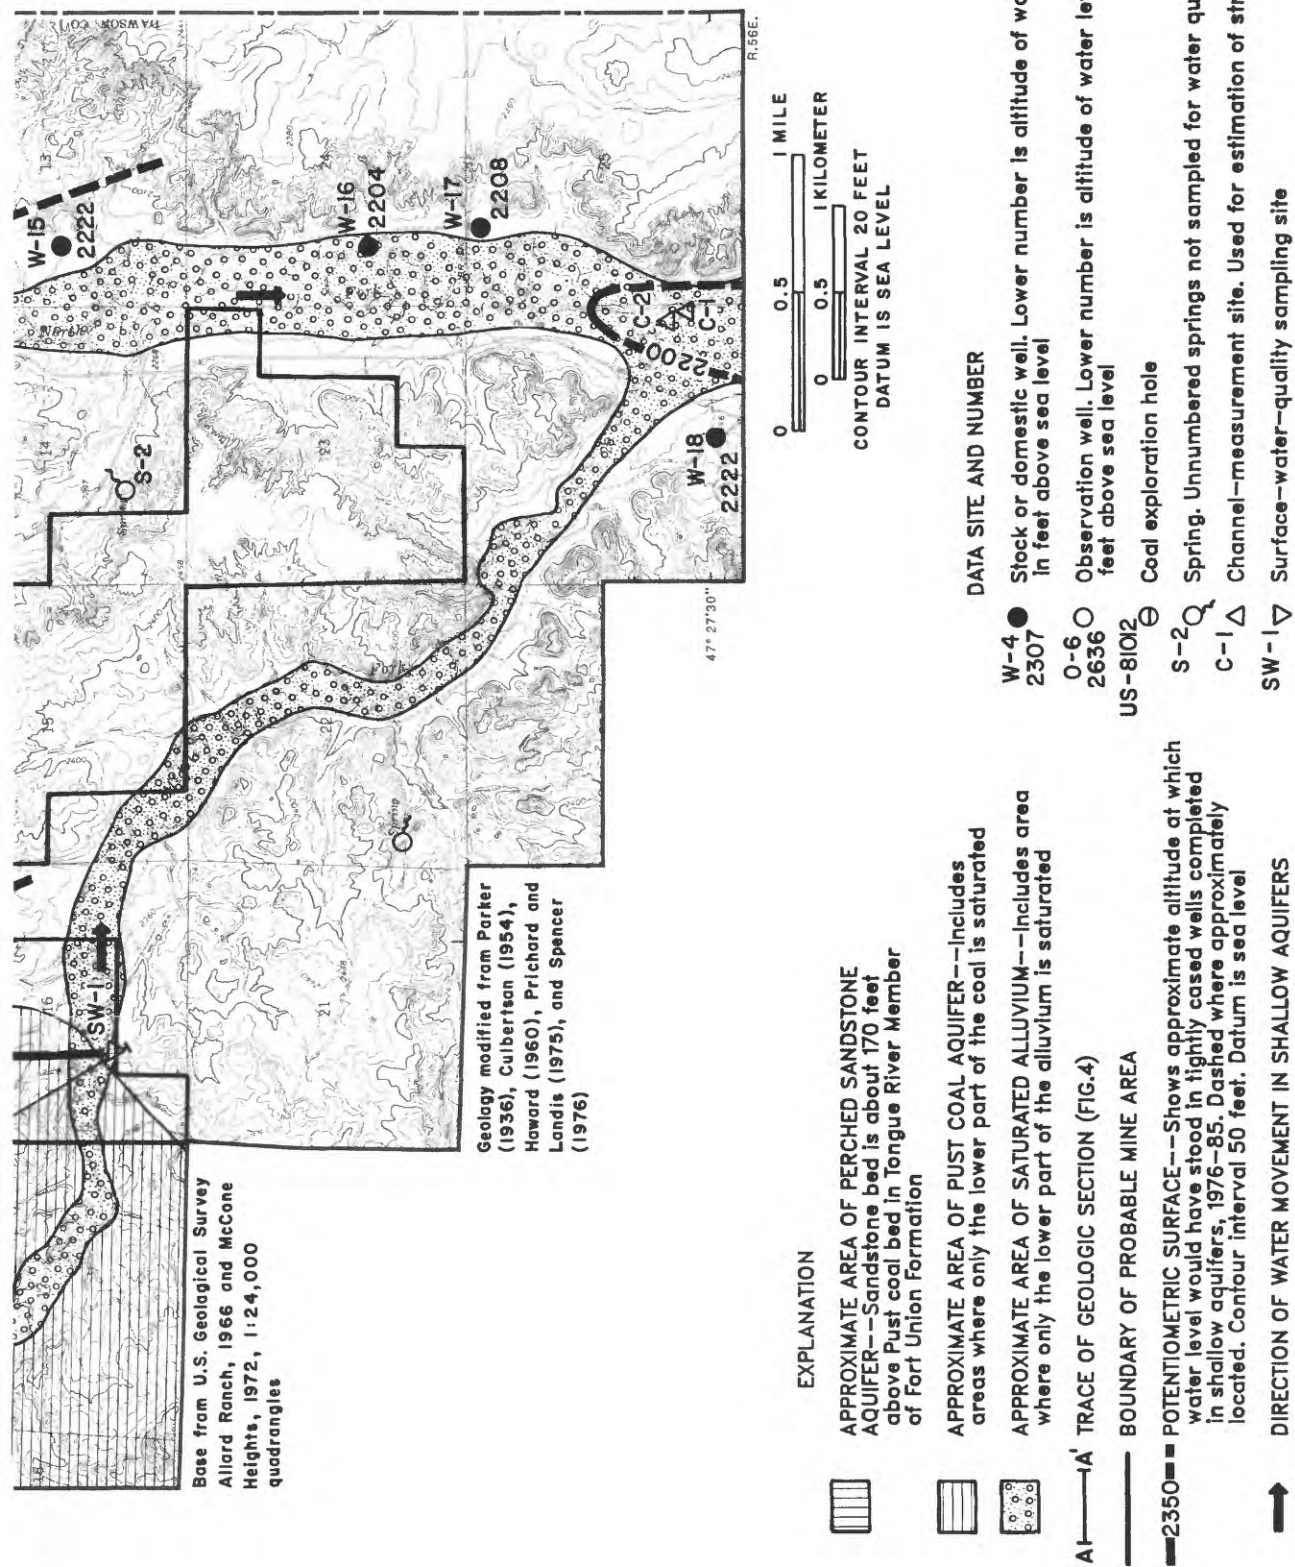 DAWSON CO
R.56E.
13
W-15
2222
24
W-16
2204
W-17
2208
25
14
S-2
Spring
23
C-2
C-1
2200
26
W-18
2222
15
22
Spring
47° 27'30"
16
SW-1
21
1 MILE
0 0.5
1 KILOMETER
0 0.5
CONTOUR INTERVAL 20 FEET
DATUM IS SEA LEVEL
Geology modified from Parker
(1936), Culbertson (1954),
Howard (1960), Prichard and
Landis (1975), and Spencer
(1976)
Base from U.S. Geological Survey
Allard Ranch, 1966 and McCone
Heights, 1972, 1:24,000
quadrangles
EXPLANATION
APPROXIMATE AREA OF PERCHED SANDSTONE
AQUIFER--Sandstone bed is about 170 feet
above Pust coal bed in Tongue River Member
of Fort Union Formation
APPROXIMATE AREA OF PUST COAL AQUIFER--Includes
areas where only the lower part of the coal is saturated
APPROXIMATE AREA OF SATURATED ALLUVIUM--Includes area
where only the lower part of the alluvium is saturated
A A' TRACE OF GEOLOGIC SECTION (FIG.4)
BOUNDARY OF PROBABLE MINE AREA
2350 POTENTIOMETRIC SURFACE--Shows approximate altitude at which
water level would have stood in tightly cased wells completed
in shallow aquifers, 1976-85. Dashed where approximately
located. Contour interval 50 feet. Datum is sea level
DIRECTION OF WATER MOVEMENT IN SHALLOW AQUIFERS
DATA SITE AND NUMBER
W-4 Stock or domestic well. Lower number is altitude of
2307 in feet above sea level
O-6 Observation well. Lower number is altitude of water
2636 feet above sea level
US-8102 Coal exploration hole
S-2 Spring. Unnumbered springs not sampled for water
C-1 Channel-measurement site. Used for estimation of
SW-1 Surface-water-quality sampling site